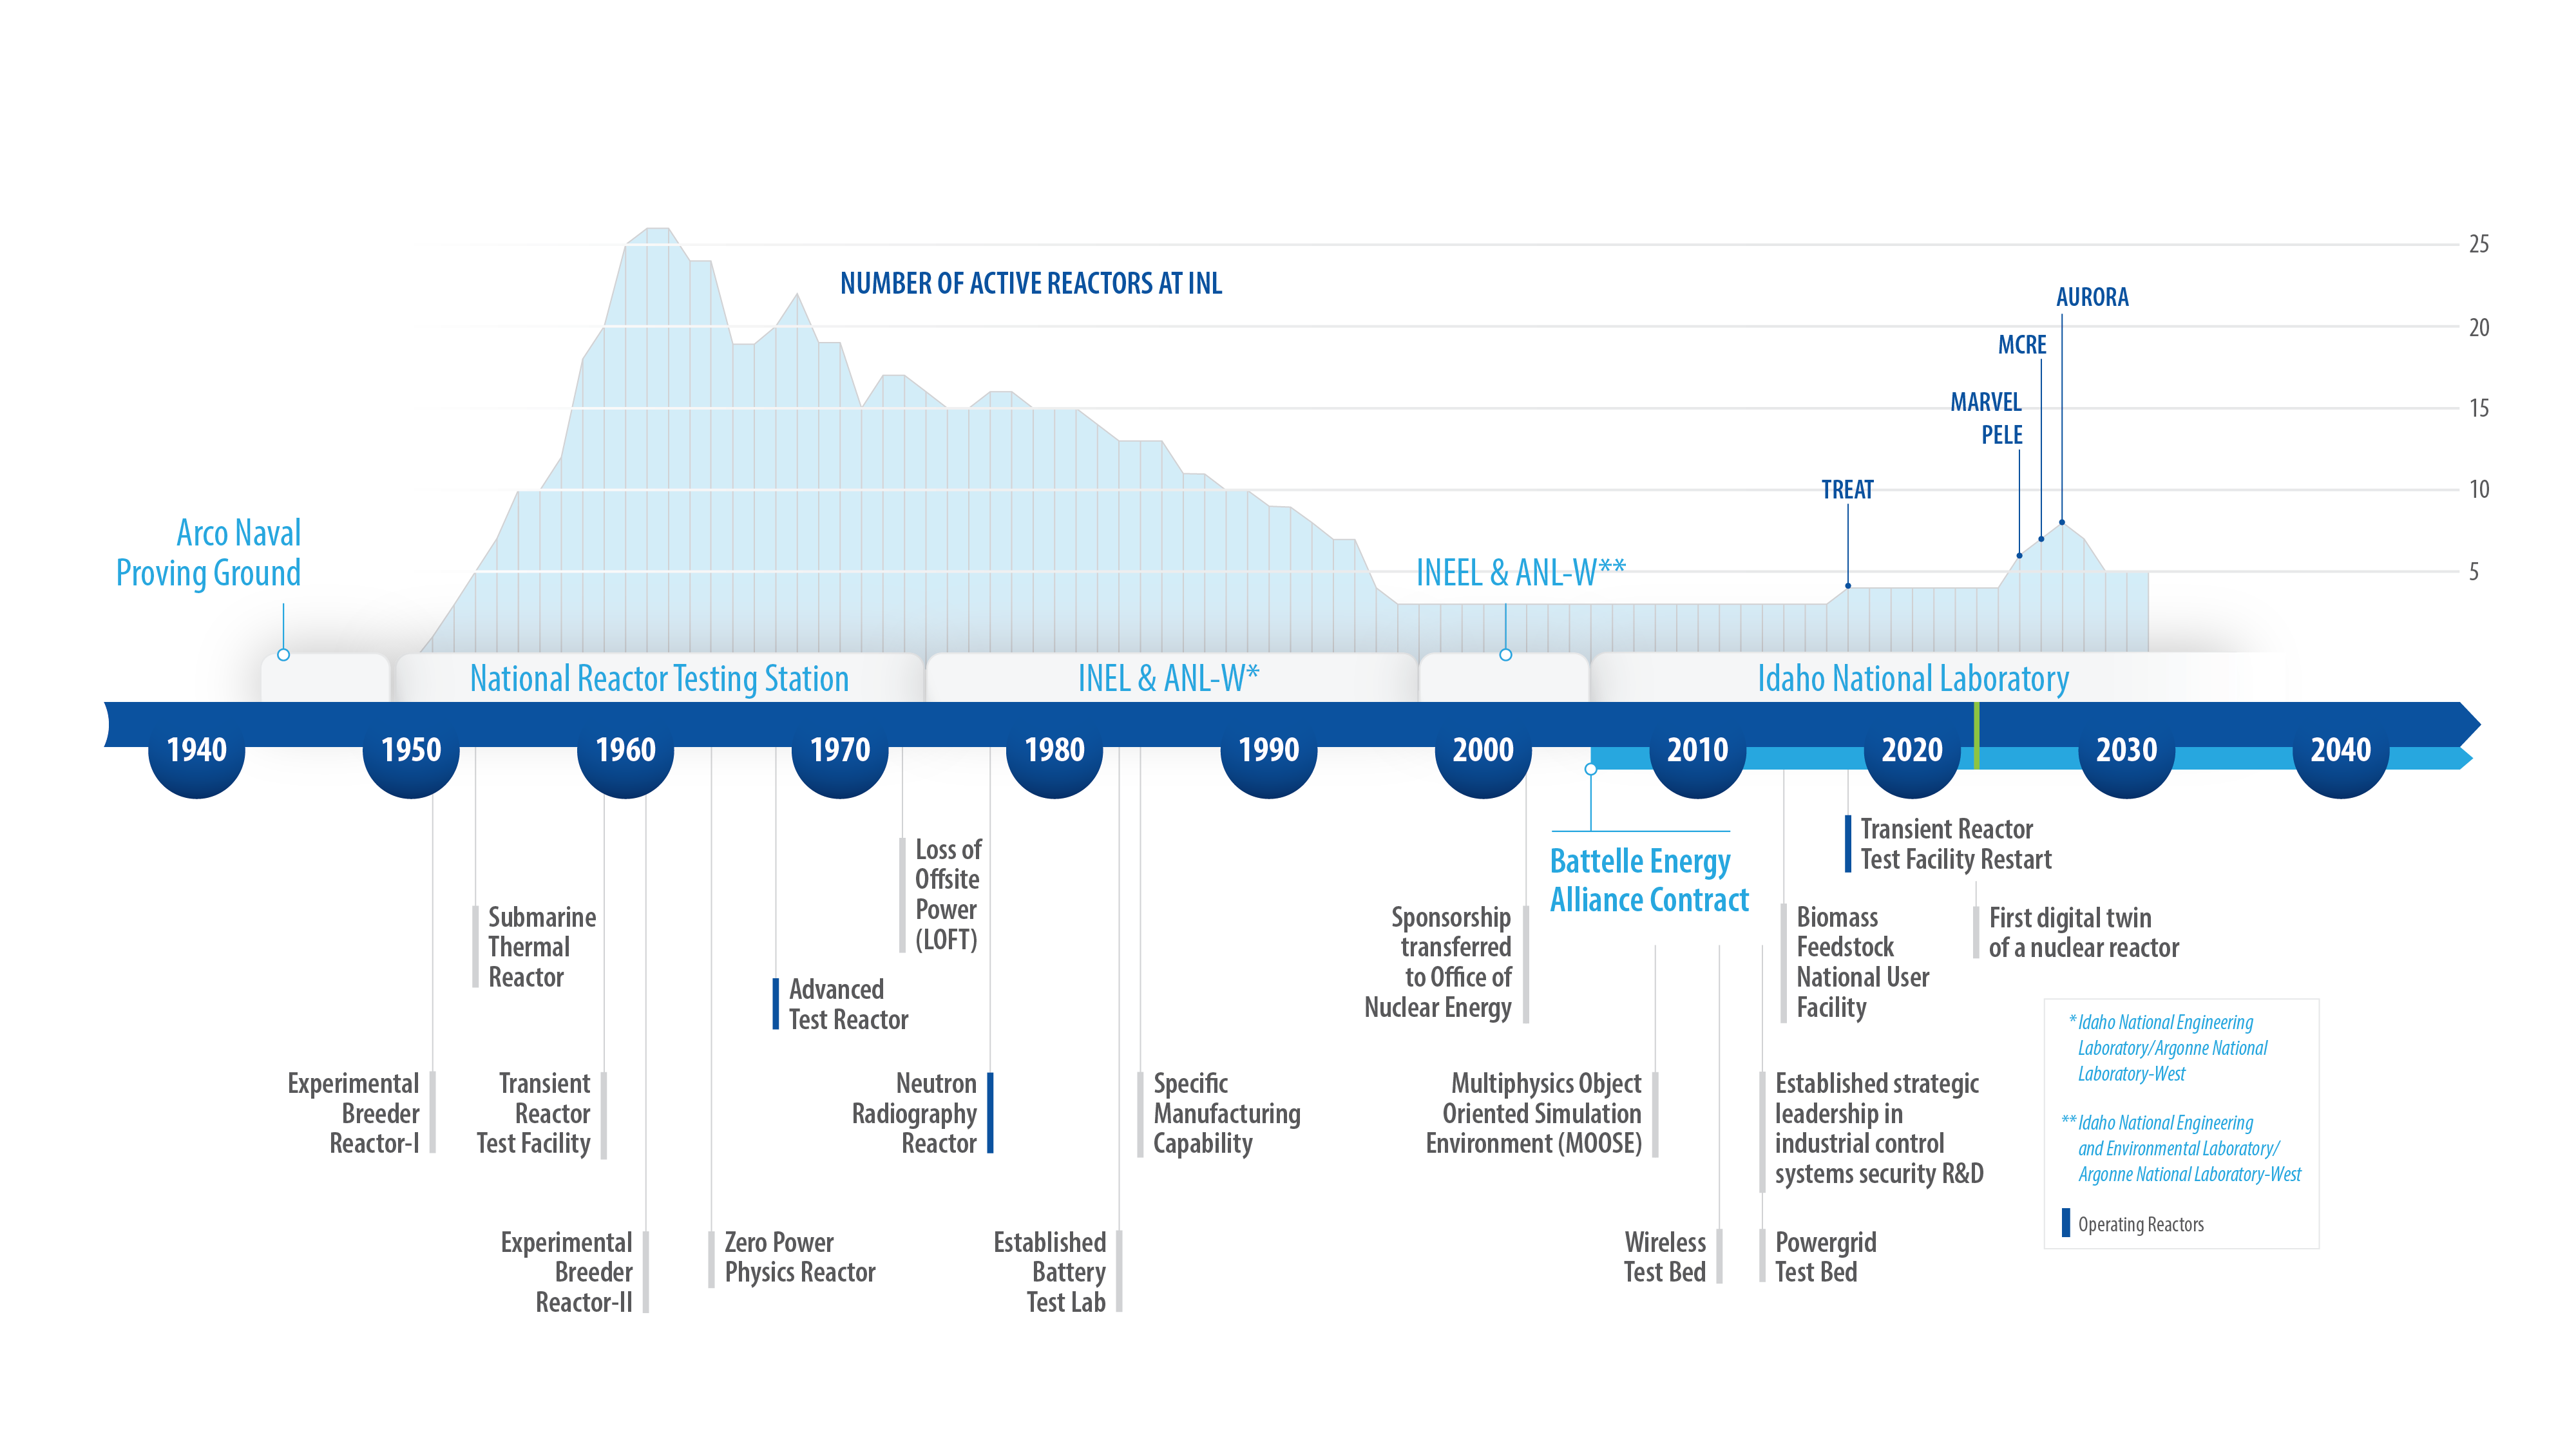 25
NUMBER OF ACTIVE REACTORS AT INL
AURORA
20
MCRE
MARVEL
15
PELE
TREAT
10
Arco Naval
Proving Ground
INEEL & ANL-W**
5
National Reactor Testing Station
INEL & ANL-W*
Idaho National Laboratory
1940
1950
1960
1970
1980
1990
2000
2010
2020
2030
2040
Loss of
Offsite
Power
(LOFT)
Battelle Energy
Alliance Contract
Transient Reactor
Test Facility Restart
Submarine
Thermal
Reactor
Sponsorship
transferred
to Office of
Nuclear Energy
Biomass
Feedstock
National User
Facility
First digital twin
of a nuclear reactor
Advanced
Test Reactor
Experimental
Breeder
Reactor-I
Transient
Reactor
Test Facility
Neutron
Radiography
Reactor
Specific
Manufacturing
Capability
Multiphysics Object
Oriented Simulation
Environment (MOOSE)
Established strategic
leadership in
industrial control
systems security R&D
Experimental
Breeder
Reactor-II
Zero Power
Physics Reactor
Established
Battery
Test Lab
Wireless
Test Bed
Powergrid
Test Bed
* Idaho National Engineering
Laboratory/Argonne National
Laboratory-West
** Idaho National Engineering
and Environmental Laboratory/
Argonne National Laboratory-West
Operating Reactors